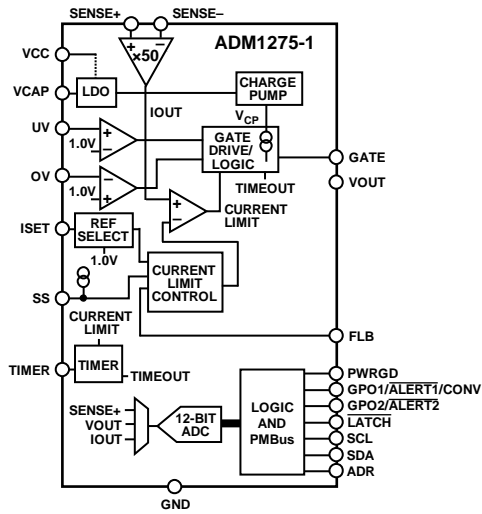 SENSE+ SENSE–
ADM1275-1
+ –
×50
VCC
VCAP
LDO
CHARGE
PUMP
IOUT
VCP
UV
+
–
1.0V
GATE
DRIVE/
LOGIC
GATE
TIMEOUT
VOUT
OV
–
+
1.0V
+
–
CURRENT
LIMIT
ISET
REF
SELECT
1.0V
CURRENT
LIMIT
CONTROL
SS
FLB
CURRENT
LIMIT
TIMER
TIMER
TIMEOUT
PWRGD
GPO1/ALERT1/CONV
GPO2/ALERT2
LATCH
SCL
SDA
ADR
SENSE+
VOUT
IOUT
12-BIT
ADC
LOGIC
AND
PMBus
GND